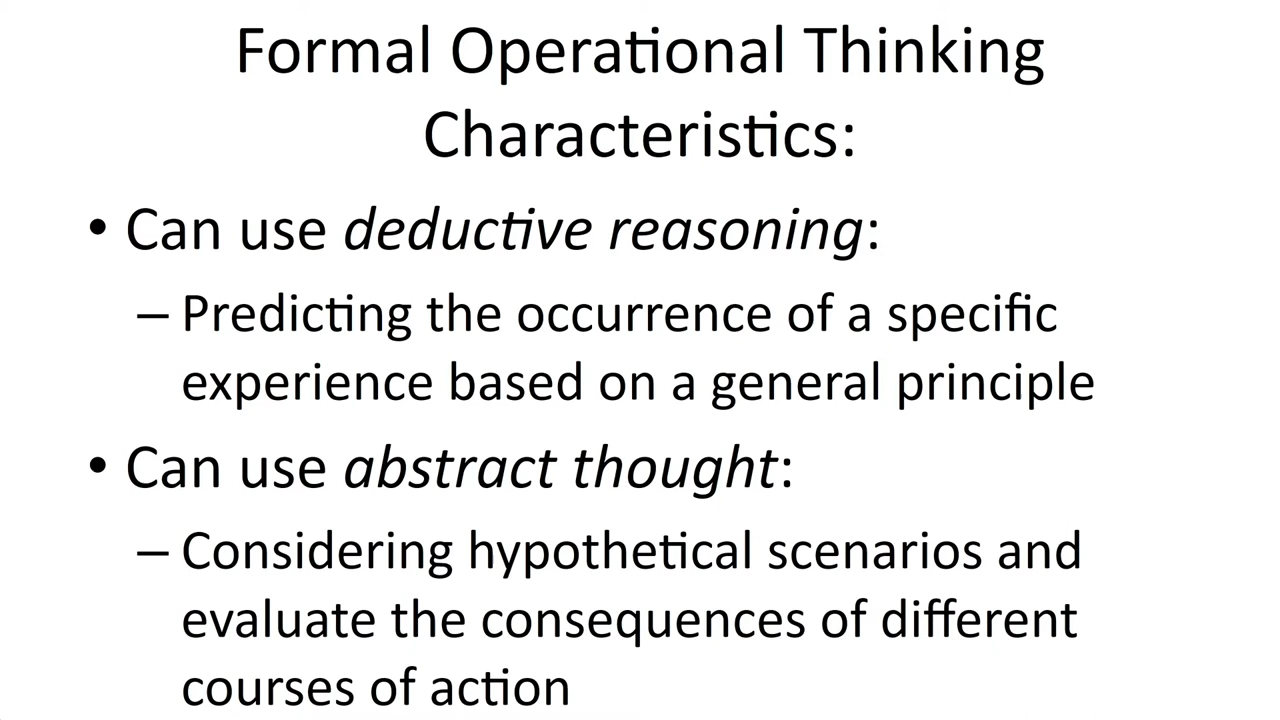 Formal Operational Thinking
Characteristics:
• Can use deductive reasoning:
– Predicting the occurrence of a specific
experience based on a general principle
• Can use abstract thought:
– Considering hypothetical scenarios and
evaluate the consequences of different
courses of action